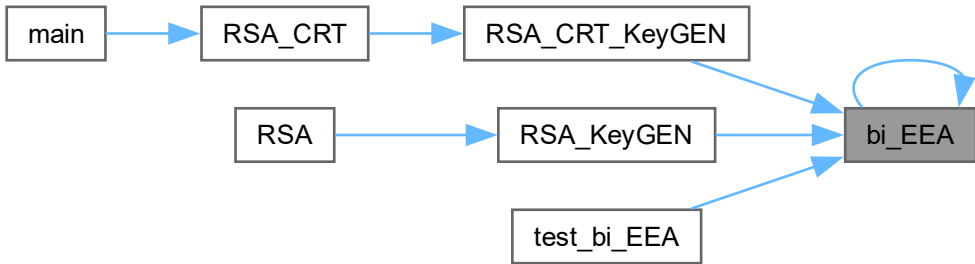 main
RSA_CRT
RSA_CRT_KeyGEN
RSA
RSA_KeyGEN
bi_EEA
test_bi_EEA